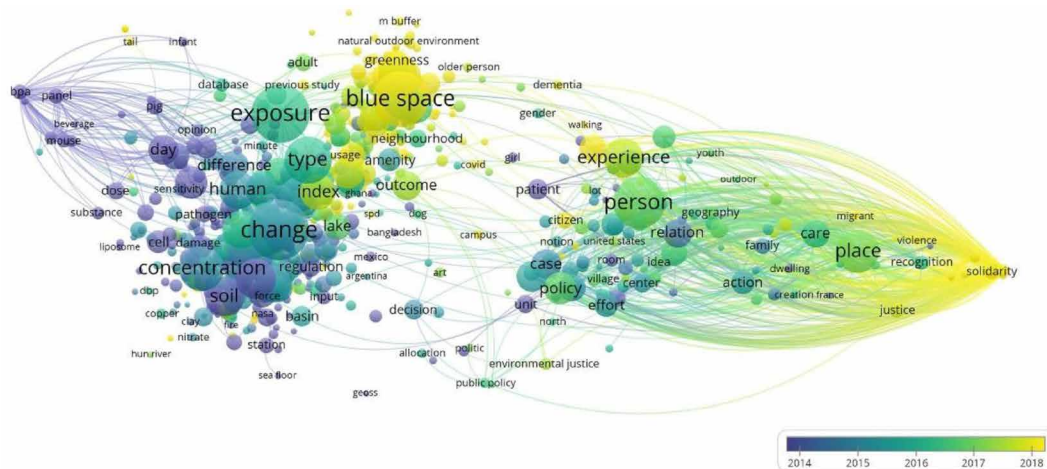 m buffer
tail
infant
natural outdoor environment
adult
greenness
older person
database
previous study
dementia
bpa
panel
blue space
pig
exposure
gender
beverage
opinion
walking
mouse
minute
neighbourhood
day
usage
covid
girl
experience
youth
difference
type
amenity
outdoor
dose
sensitivity
human
index
outcome
patient
lot
substance
ghana
person
pathogen
spd
dog
citizen
geography
migrant
liposome
cell
damage
change
lake
bangladesh
campus
notion
united states
relation
care
violence
mexico
room
idea
family
place
recognition
solidarity
concentration
regulation
argentina
art
case
village
center
action
dwelling
dbp
soil
force
input
policy
creation france
copper
clay
fire
nasa
basin
decision
unit
effort
justice
nitrate
station
north
hun river
allocation
politic
environmental justice
sea floor
public policy
geoss
2014 2015 2016 2017 2018